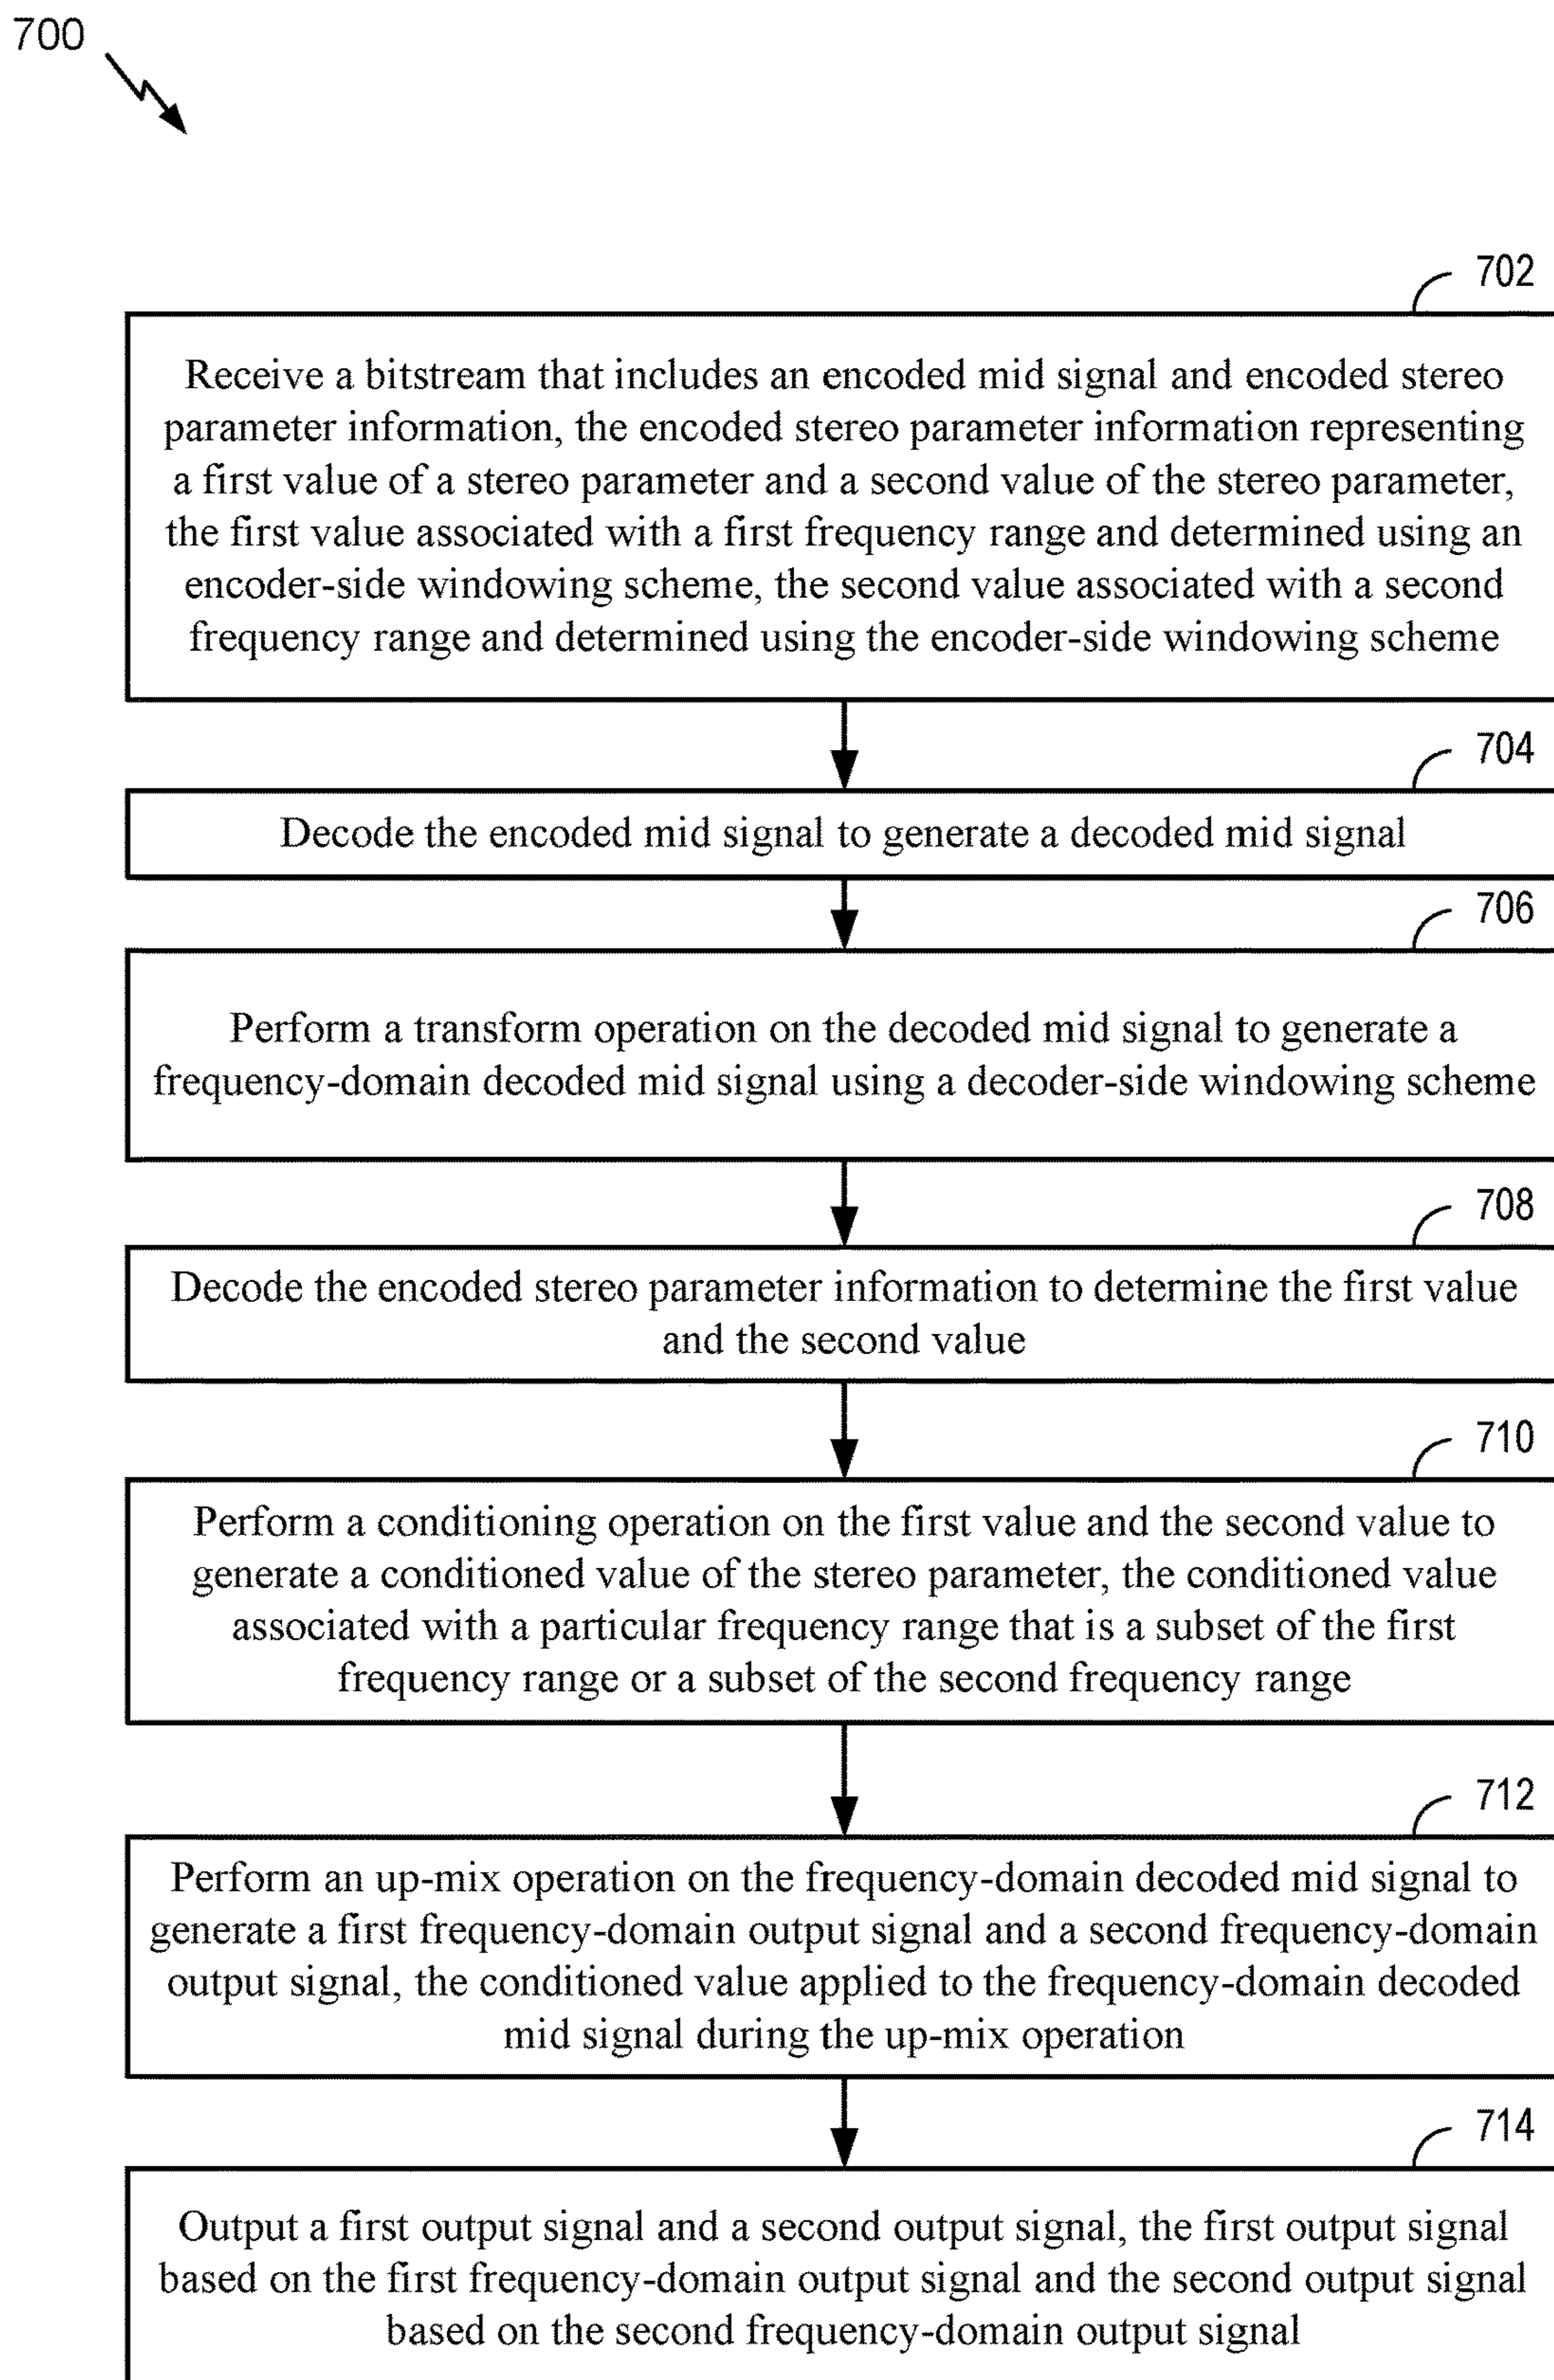 700
702
Receive a bitstream that includes an encoded mid signal and encoded stereo
parameter information, the encoded stereo parameter information representing
a first value of a stereo parameter and a second value of the stereo parameter,
the first value associated with a first frequency range and determined using an
encoder-side windowing scheme, the second value associated with a second
frequency range and determined using the encoder-side windowing scheme
704
Decode the encoded mid signal to generate a decoded mid signal
706
Perform a transform operation on the decoded mid signal to generate a
frequency-domain decoded mid signal using a decoder-side windowing scheme
708
Decode the encoded stereo parameter information to determine the first value
and the second value
710
Perform a conditioning operation on the first value and the second value to
generate a conditioned value of the stereo parameter, the conditioned value
associated with a particular frequency range that is a subset of the first
frequency range or a subset of the second frequency range
712
Perform an up-mix operation on the frequency-domain decoded mid signal to
generate a first frequency-domain output signal and a second frequency-domain
output signal, the conditioned value applied to the frequency-domain decoded
mid signal during the up-mix operation
714
Output a first output signal and a second output signal, the first output signal
based on the first frequency-domain output signal and the second output signal
based on the second frequency-domain output signal